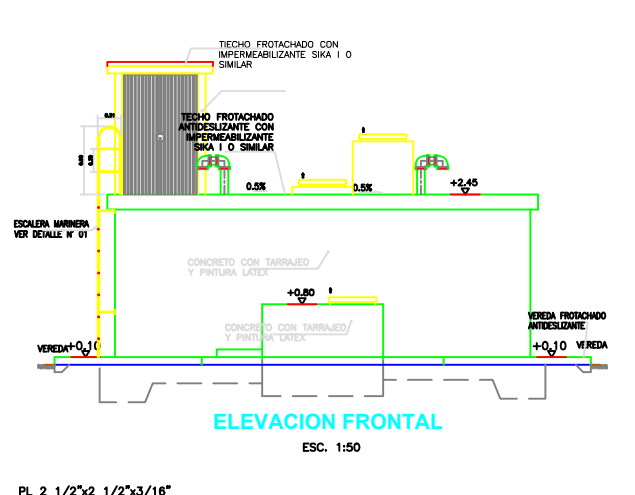 TIECHO FROTACHADO CON
IMPERMEABILIZANTE SIKA I O
SIMILAR
TECHO FROTACHADO
ANTIDESLIZANTE CON
IMPERMEABILIZANTE
SIKA I O SIMILAR
0.5%
0.5%
+2.45
ESCALERA MARINERA
VER DETALLE N° 01
CONCRETO CON TARRAJEO
Y PINTURA LATEX
+0.80
CONCRETO CON TARRAJEO
Y PINTURA LATEX
VEREDA FROTACHADO
ANTIDESLIZANTE
VEREDA
+0.10
+0.10
VEREDA
ELEVACION FRONTAL
ESC. 1:50
PL 2 1/2"x2 1/2"x3/16"